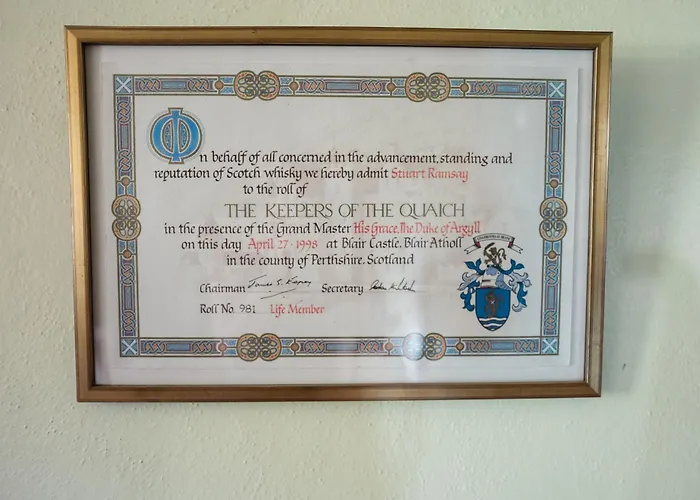 On behalf of all concerned in the advancement, standing and
reputation of Scotch whisky we hereby admit Stuart Ramsay
to the roll of
THE KEEPERS OF THE QUAICH
in the presence of the Grand Master His Grace, The Duke of Argyll
on this day April 27·1998 at Blair Castle, Blair Atholl
in the county of Perthshire, Scotland
Chairman Secretary
Roll No. 981 Life Member